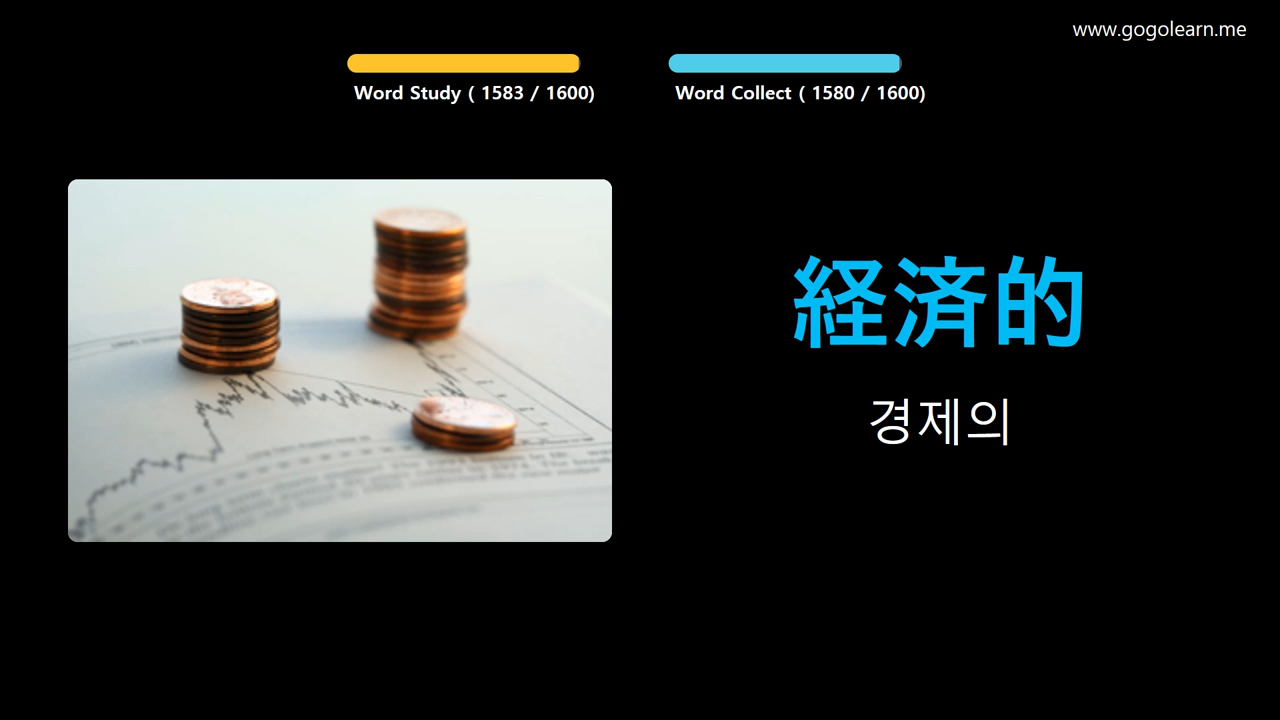 www.gogolearn.me
Word Study ( 1583 / 1600)
Word Collect ( 1580 / 1600)
経済的
경제의